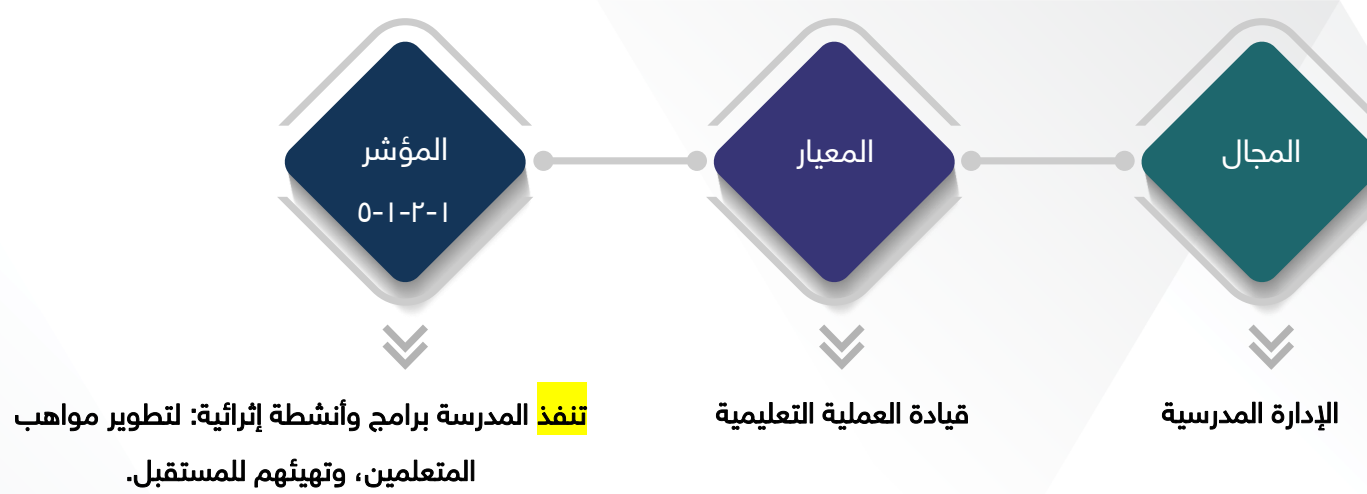 المجال
المعيار
المؤشر
١-٢-١-٥
الإدارة المدرسية
قيادة العملية التعليمية
تنفذ المدرسة برامج وأنشطة إثرائية: لتطوير مواهب
المتعلمين، وتهيئهم للمستقبل.